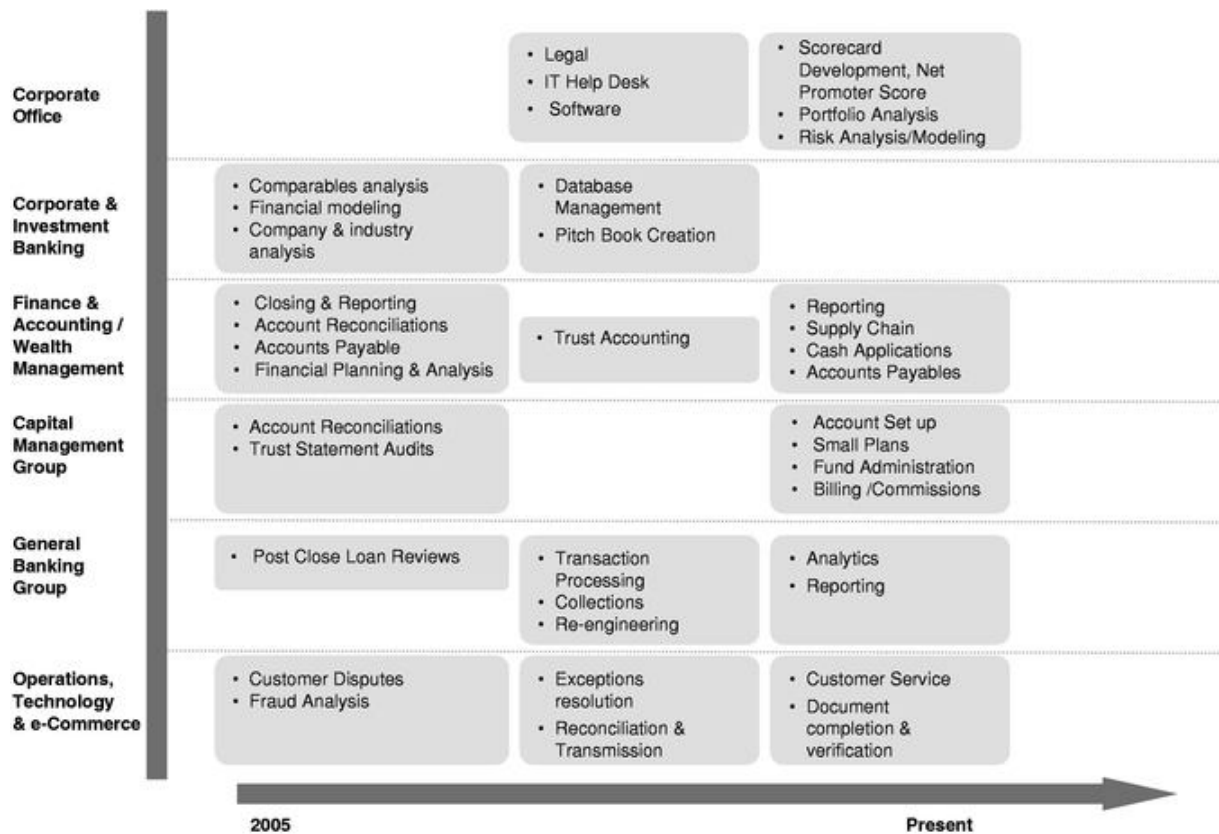 Corporate
Office
• Legal
• IT Help Desk
• Software
• Scorecard
Development, Net
Promoter Score
• Portfolio Analysis
• Risk Analysis/Modeling
Corporate &
Investment
Banking
• Comparables analysis
• Financial modeling
• Company & industry
analysis
• Database
Management
• Pitch Book Creation
Finance &
Accounting /
Wealth
Management
• Closing & Reporting
• Account Reconciliations
• Accounts Payable
• Financial Planning & Analysis
• Trust Accounting
• Reporting
• Supply Chain
• Cash Applications
• Accounts Payables
Capital
Management
Group
• Account Reconciliations
• Trust Statement Audits
• Account Set up
• Small Plans
• Fund Administration
• Billing /Commissions
General
Banking
Group
• Post Close Loan Reviews
• Transaction
Processing
• Collections
• Re-engineering
• Analytics
• Reporting
Operations,
Technology
& e-Commerce
• Customer Disputes
• Fraud Analysis
• Exceptions
resolution
• Reconciliation &
Transmission
• Customer Service
• Document
completion &
verification
2005
Present